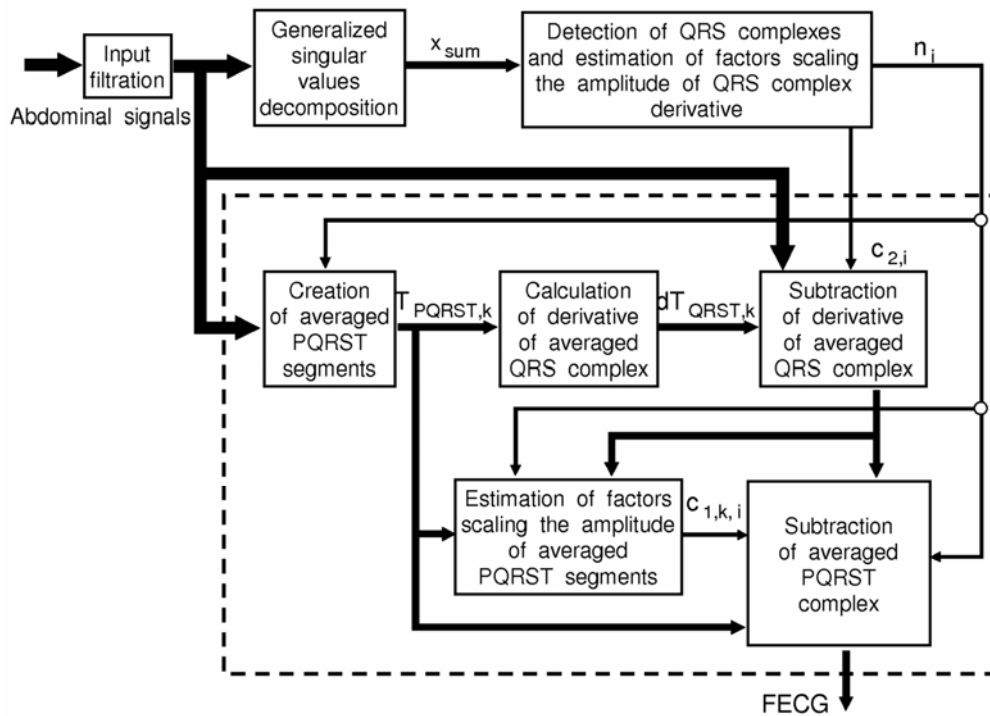 Input
filtration
Abdominal signals
Generalized
singular
values
decomposition
x sum
Detection of QRS complexes
and estimation of factors scaling
the amplitude of QRS complex
derivative
n i
c 2,i
Creation
of averaged
PQRST
segments
T PQRST,k
Calculation
of derivative
of averaged
QRS complex
dT QRST,k
Subtraction
of derivative
of averaged
QRS complex
Estimation of factors
scaling the amplitude
of averaged
PQRST segments
c 1,k, i
Subtraction
of averaged
PQRST
complex
FECG